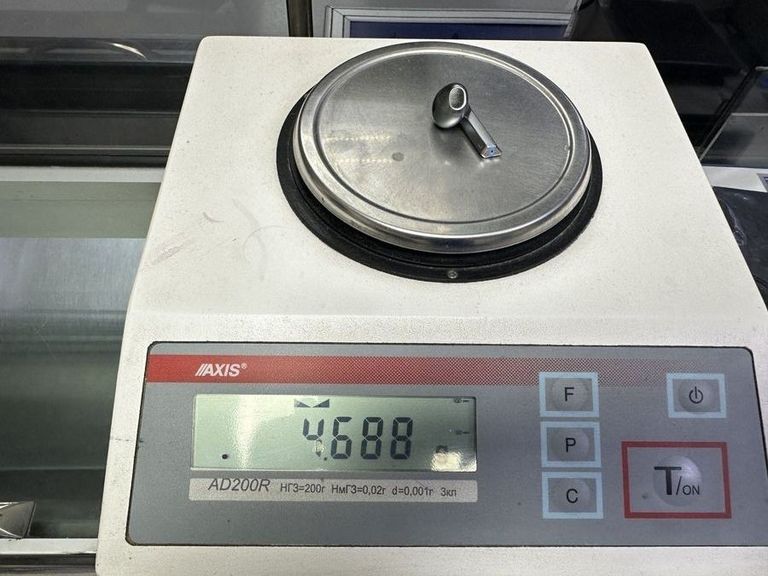 AXIS®
4.688 g
F
P
C
T/ON
AD200R НГЗ=200г НмГЗ=0,02г d=0,001г 3кл